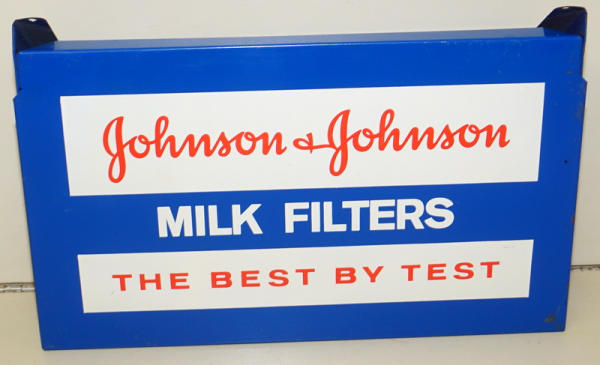 Johnson & Johnson
MILK FILTERS
THE BEST BY TEST